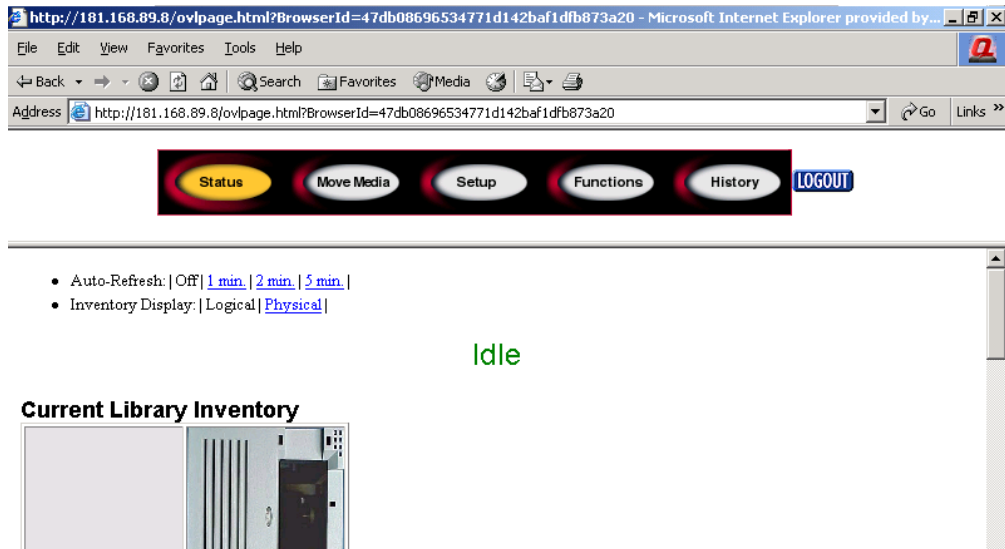 http://181.168.89.8/ovlpage.html?BrowserId=47db08696534771d142baf1dfb873a20 - Microsoft Internet Explorer provided by...
File Edit View Favorites Tools Help
Back Search Favorites Media
Address http://181.168.89.8/ovlpage.html?BrowserId=47db08696534771d142baf1dfb873a20 Go Links »
Status Move Media Setup Functions History LOGOUT
• Auto-Refresh: | Off | 1 min. | 2 min. | 5 min. |
• Inventory Display: | Logical | Physical |
Idle
Current Library Inventory